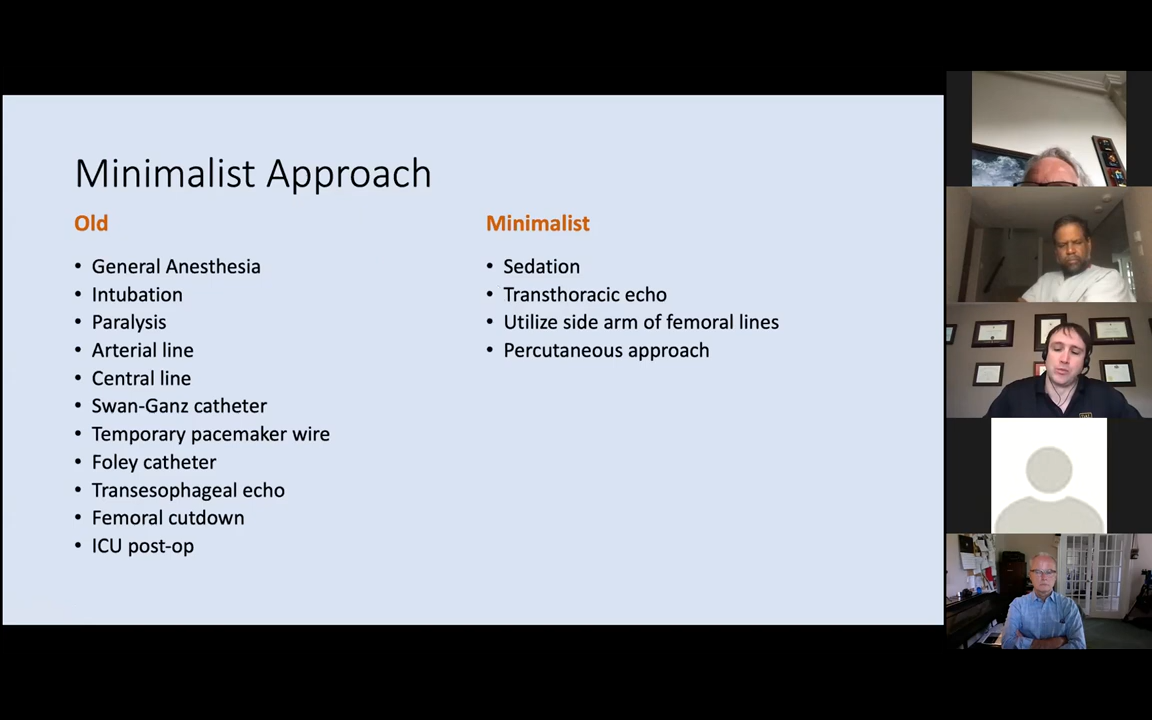 Minimalist Approach
Old
• General Anesthesia
• Intubation
• Paralysis
• Arterial line
• Central line
• Swan-Ganz catheter
• Temporary pacemaker wire
• Foley catheter
• Transesophageal echo
• Femoral cutdown
• ICU post-op
Minimalist
• Sedation
• Transthoracic echo
• Utilize side arm of femoral lines
• Percutaneous approach